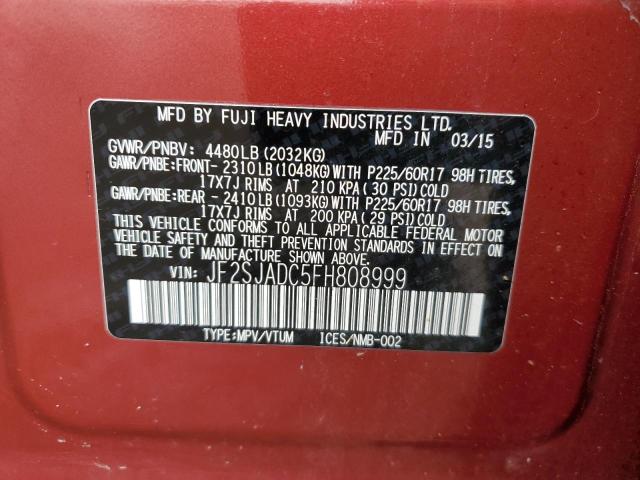 MFD BY FUJI HEAVY INDUSTRIES LTD.
MFD IN 03/15
GVWR/PNBV: 4480LB (2032KG)
GAWR/PNBE:FRONT- 2310LB(1048KG)WITH P225/60R17 98H TIRES,
17X7J RIMS AT 210 KPA( 30 PSI)COLD
GAWR/PNBE:REAR - 2410LB(1093KG)WITH P225/60R17 98H TIRES,
17X7J RIMS AT 200 KPA( 29 PSI)COLD
THIS VEHICLE CONFORMS TO ALL APPLICABLE FEDERAL MOTOR
VEHICLE SAFETY AND THEFT PREVENTION STANDARDS IN EFFECT ON
THE DATE OF MANUFACTURE SHOWN ABOVE.
VIN: JF2SJADC5FH808999
TYPE:MPV/VTUM ICES/NMB-002